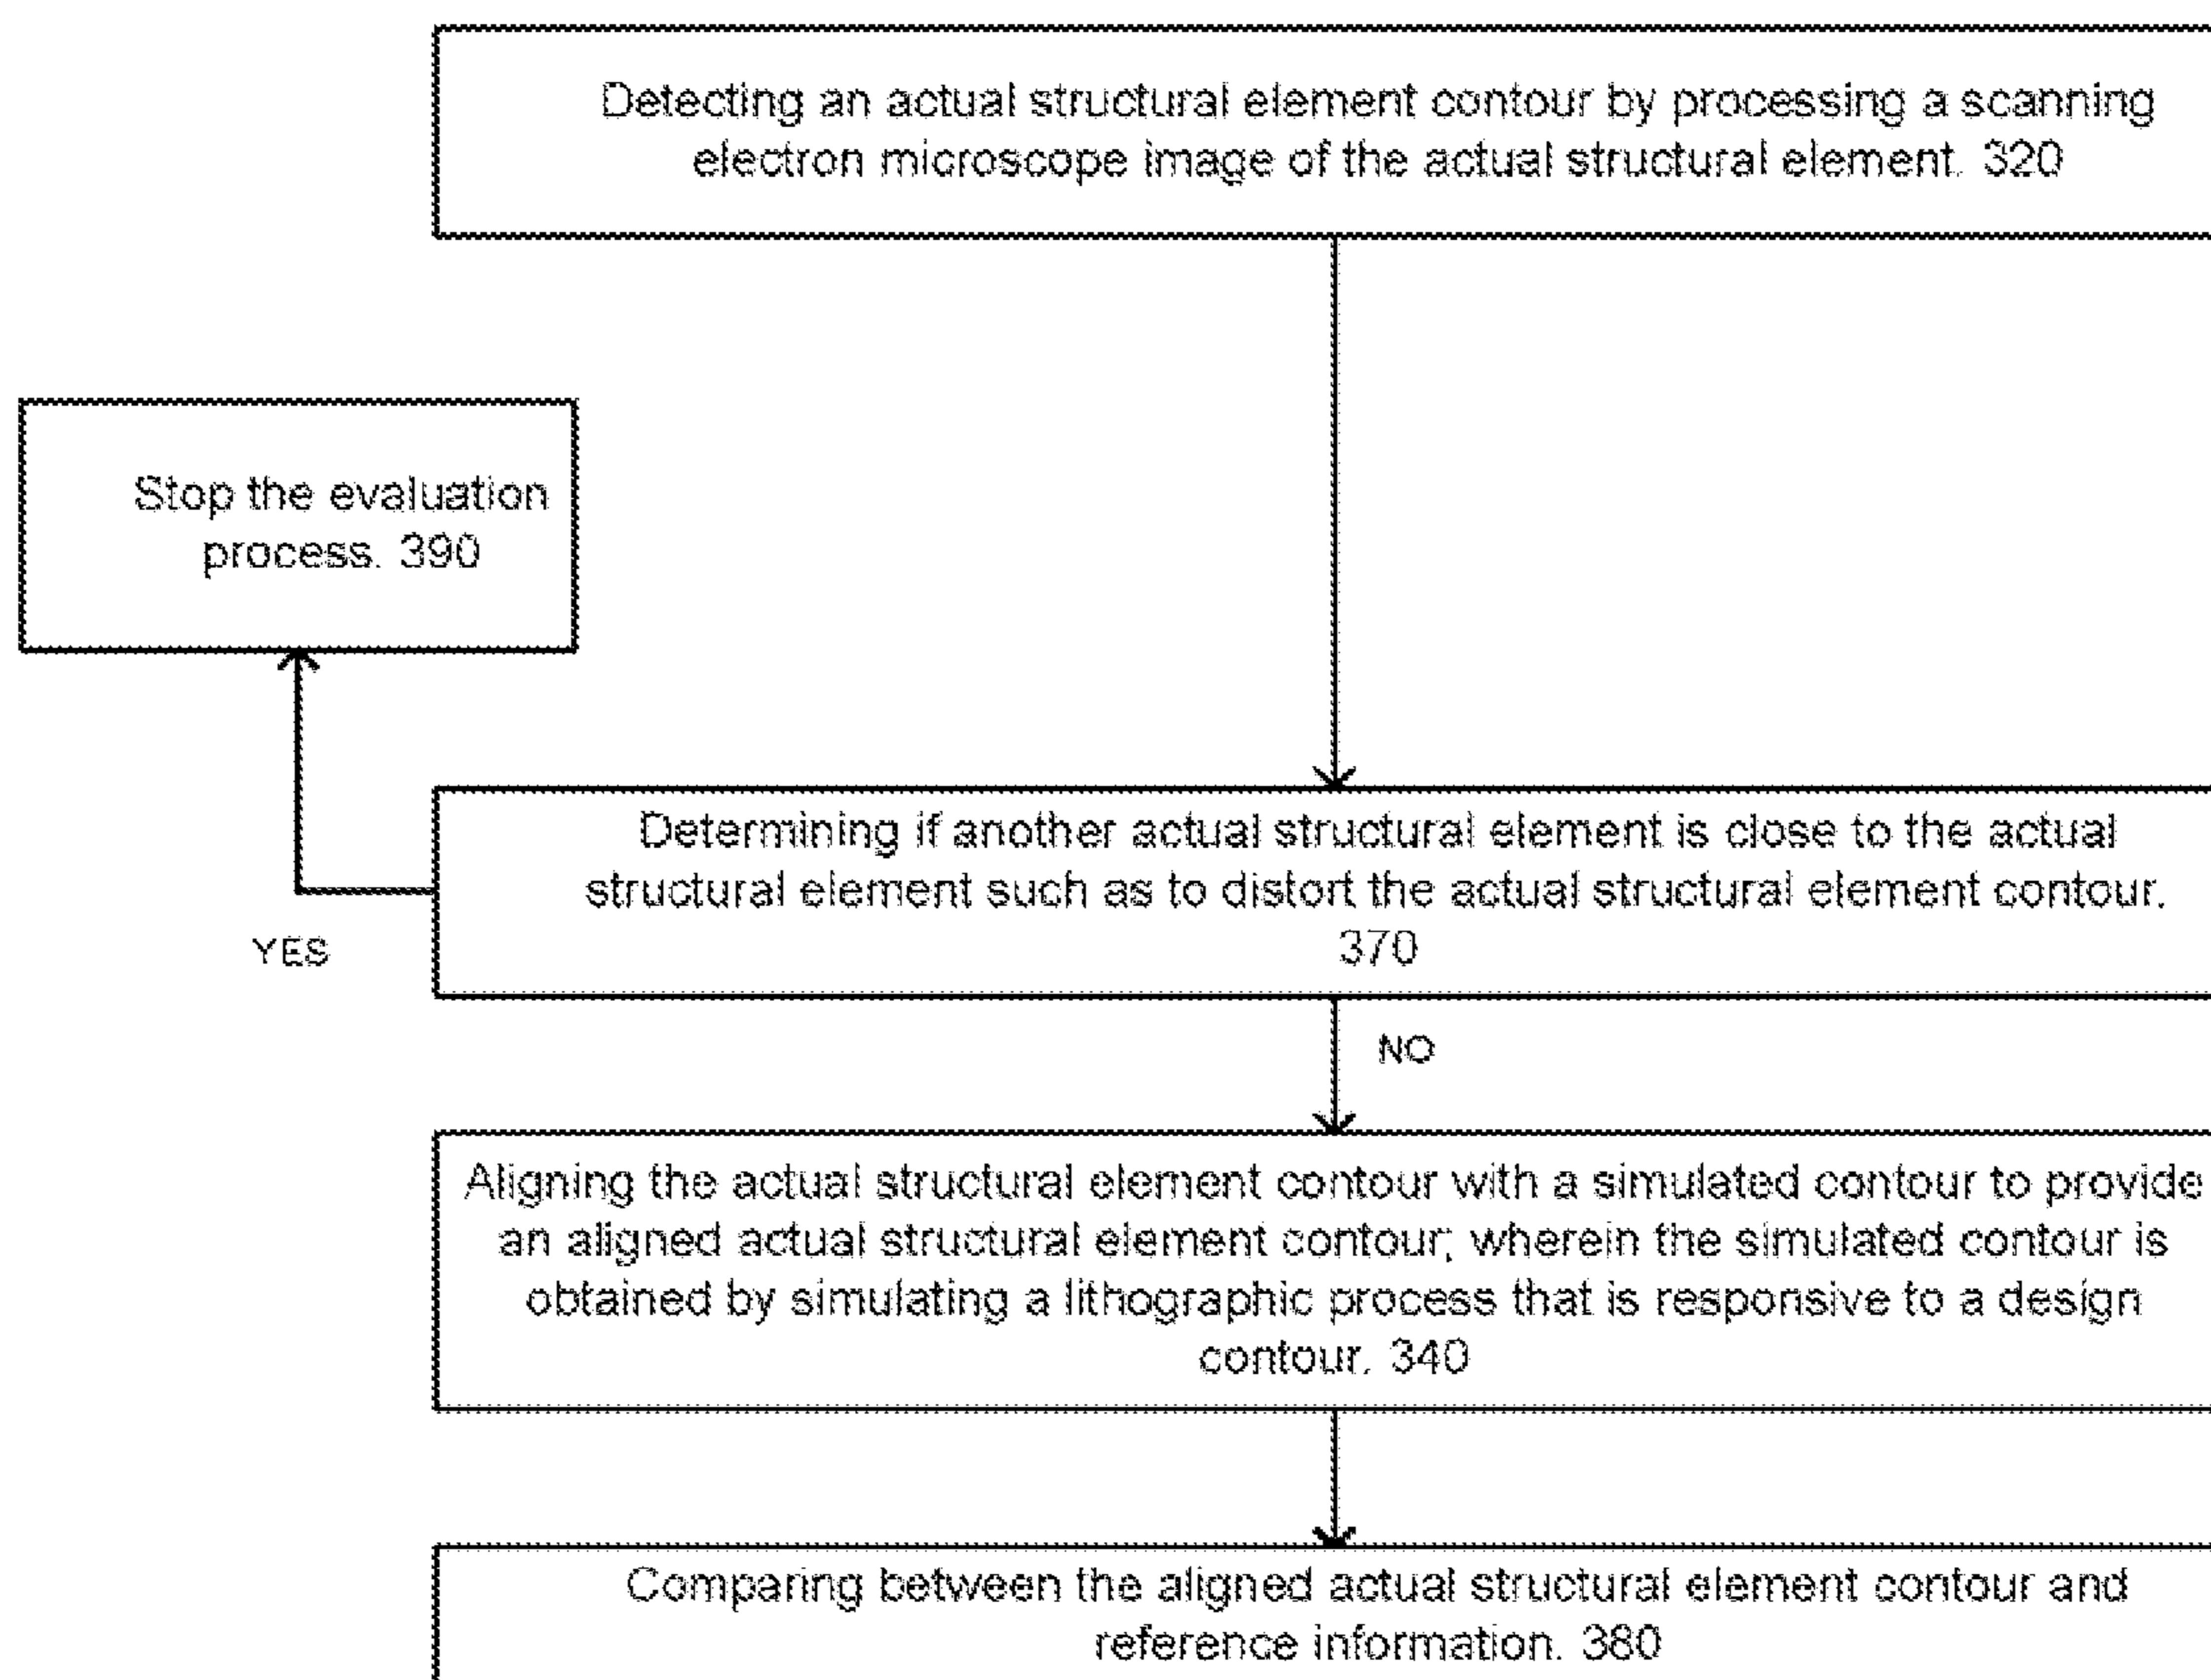 Detecting an actual structural element contour by processing a scanning
electron microscope image of the actual structural element. 320
Stop the evaluation
process. 390
Determining if another actual structural element is close to the actual
structural element such as to distort the actual structural element contour.
370
YES
NO
Aligning the actual structural element contour with a simulated contour to provide
an aligned actual structural element contour; wherein the simulated contour is
obtained by simulating a lithographic process that is responsive to a design
contour. 340
Comparing between the aligned actual structural element contour and
reference information. 380